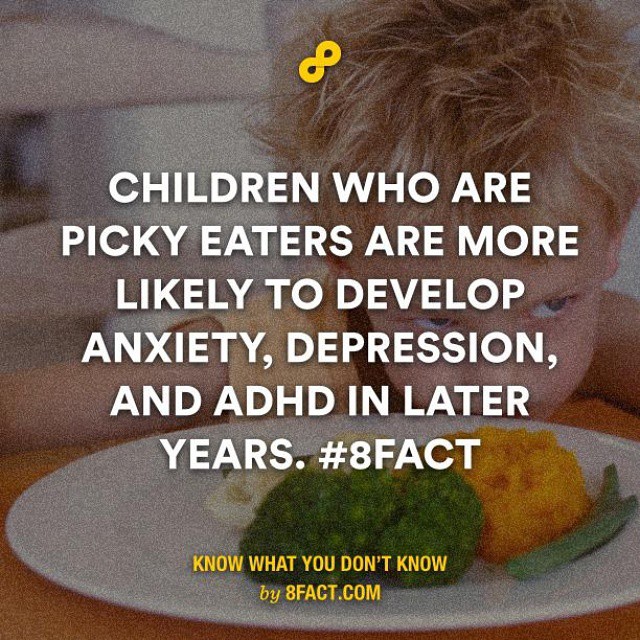 CHILDREN WHO ARE
PICKY EATERS ARE MORE
LIKELY TO DEVELOP
ANXIETY, DEPRESSION,
AND ADHD IN LATER
YEARS. #8FACT
KNOW WHAT YOU DON'T KNOW
by 8FACT.COM